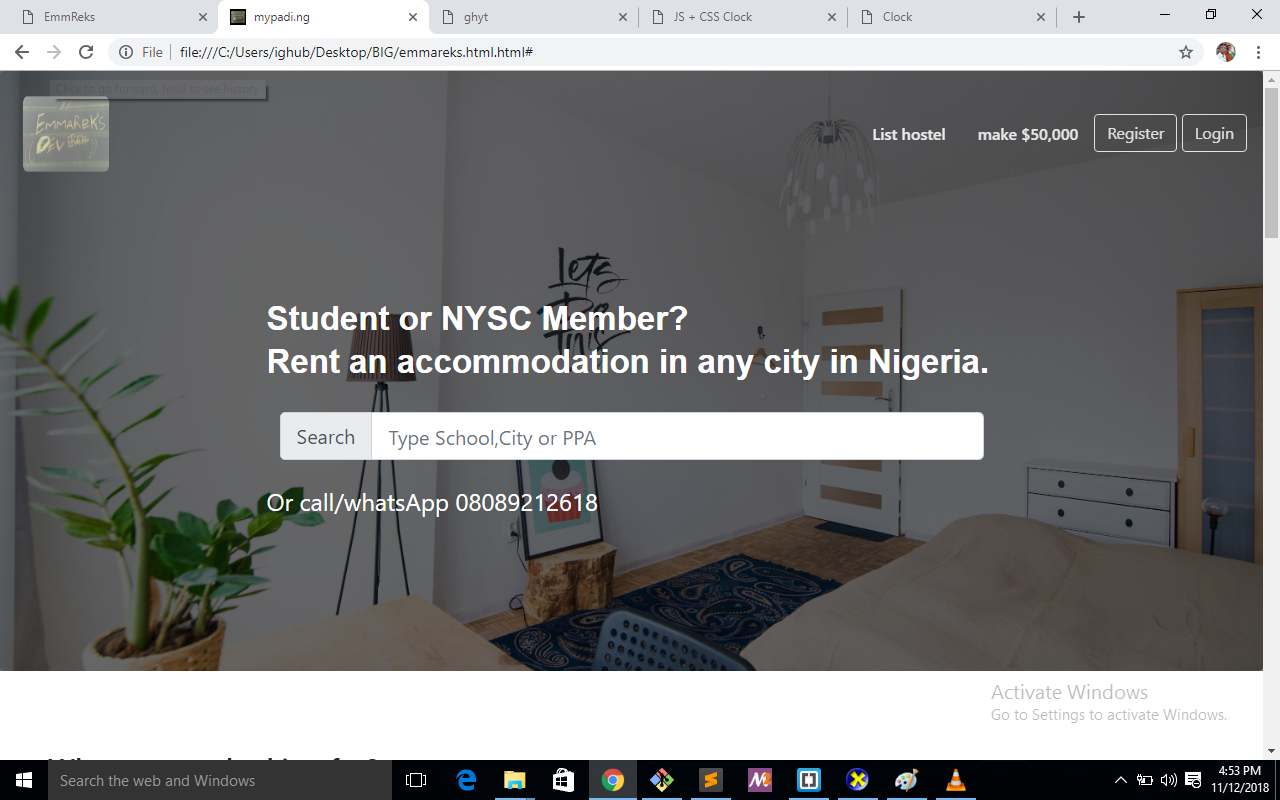 EmmReks
mypadi.ng
ghyt
JS + CSS Clock
Clock
File
file:///C:/Users/ighub/Desktop/BIG/emmareks.html.html#
Click to go forward, hold to see history
EMMAREKS
DEV
List hostel
make $50,000
Register
Login
Lets
Student or NYSC Member?
Rent an accommodation in any city in Nigeria.
Search
Type School,City or PPA
Or call/whatsApp 08089212618
Activate Windows
Go to Settings to activate Windows.
Search the web and Windows
4:53 PM
11/12/2018